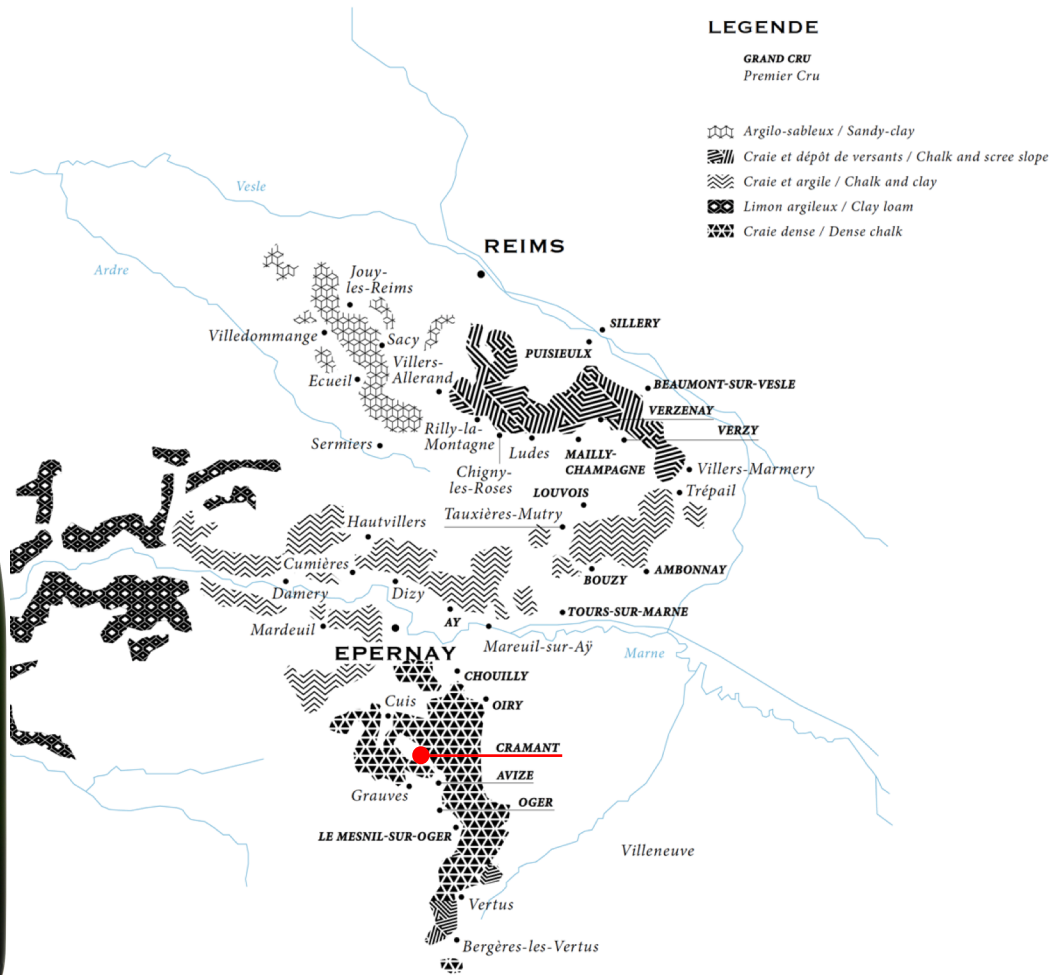 LEGENDE
GRAND CRU
Premier Cru
Argilo-sableux / Sandy-clay
Craie et dépôt de versants / Chalk and scree slope
Craie et argile / Chalk and clay
Limon argileux / Clay loam
Craie dense / Dense chalk
Vesle
Ardre
REIMS
Jouy-
les-Reims
SILLERY
Villedommange
Sacy
PUISIEULX
Villers-
Allerand
Ecueil
BEAUMONT-SUR-VESLE
VERZENAY
VERZY
Rilly-la-
Montagne
Sermiers
Ludes
MAILLY-
CHAMPAGNE
Chigny-
les-Roses
Villers-Marmery
LOUVOIS
Trépail
Tauxières-Mutry
Hautvillers
Cumières
Damery
Dizy
BOUZY
AMBONNAY
AY
TOURS-SUR-MARNE
Mardeuil
Mareuil-sur-Aÿ
EPERNAY
Marne
CHOUILLY
Cuis
OIRY
CRAMANT
AVIZE
Grauves
OGER
LE MESNIL-SUR-OGER
Villeneuve
Vertus
Bergères-les-Vertus